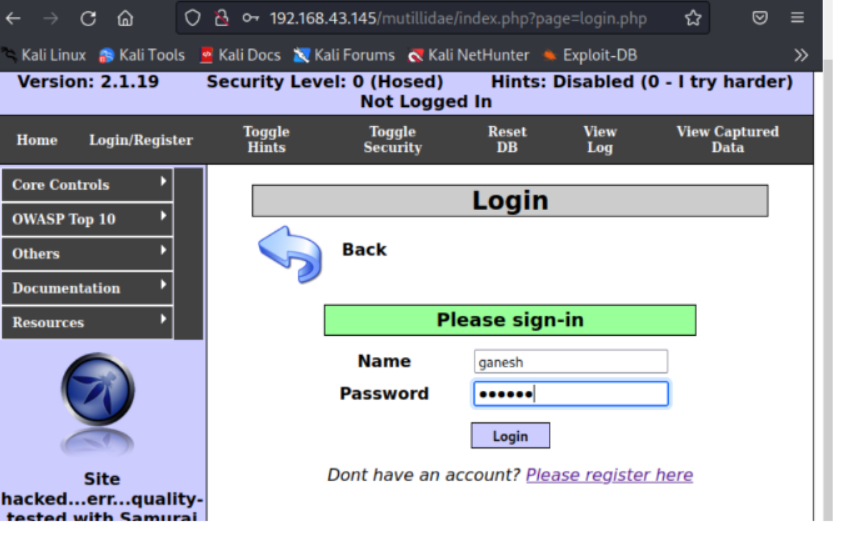 192.168.43.145/mutillidae/index.php?page=login.php
Kali Linux Kali Tools Kali Docs Kali Forums Kali NetHunter Exploit-DB
Version: 2.1.19 Security Level: 0 (Hosed) Hints: Disabled (0 - I try harder)
Not Logged In
Home Login/Register Toggle Hints Toggle Security Reset DB View Log View Captured Data
Core Controls
OWASP Top 10
Others
Documentation
Resources
Site
hacked...err...quality-
tested with Samurai
Login
Back
Please sign-in
Name ganesh
Password ••••••
Login
Dont have an account? Please register here